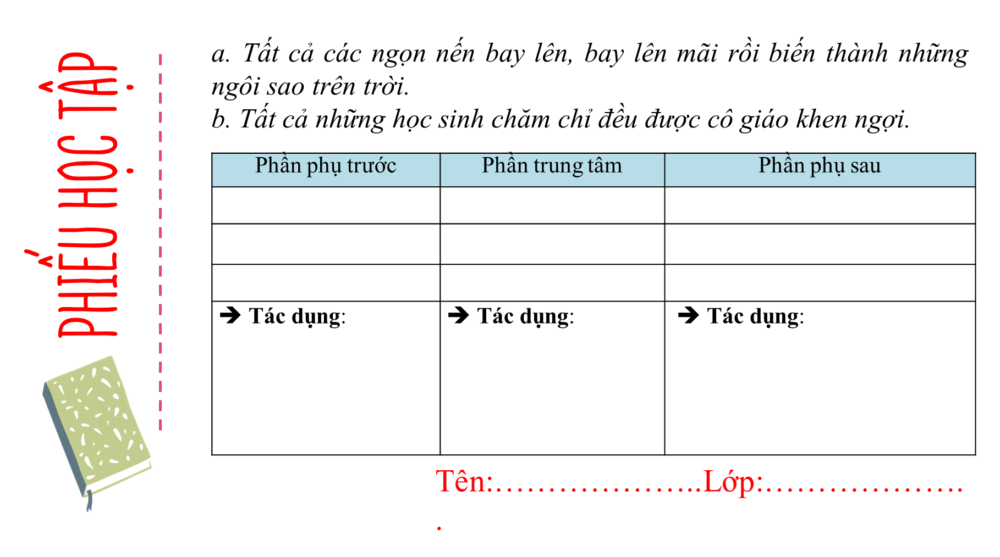 PHIẾU HỌC TẬP
a. Tất cả các ngọn nến bay lên, bay lên mãi rồi biến thành những
ngôi sao trên trời.
b. Tất cả những học sinh chăm chỉ đều được cô giáo khen ngợi.
Phần phụ trước Phần trung tâm Phần phụ sau
➔ Tác dụng: ➔ Tác dụng: ➔ Tác dụng:
Tên:…………………..Lớp:…………………
.